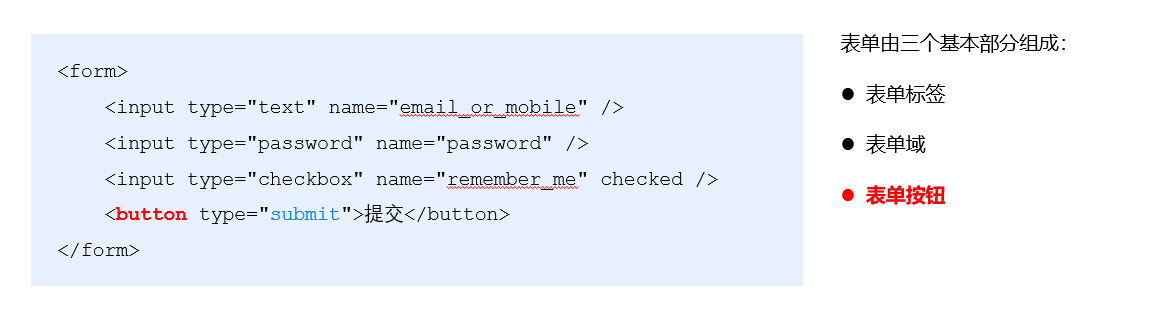 <form>
<input type="text" name="email_or_mobile" />
<input type="password" name="password" />
<input type="checkbox" name="remember_me" checked />
<button type="submit">提交</button>
</form>
表单由三个基本部分组成：
● 表单标签
● 表单域
● 表单按钮